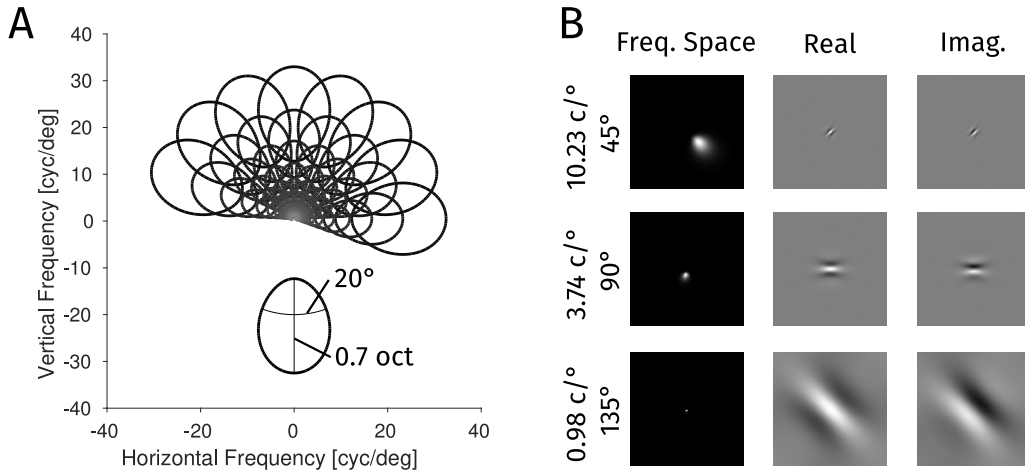 A
Vertical Frequency [cyc/deg]
40
30
20
10
0
-10
-20
-30
-40
20°
0.7 oct
-40
-20
0
20
40
Horizontal Frequency [cyc/deg]
B
Freq. Space
Real
Imag.
10.23 c/°
45°
3.74 c/°
90°
0.98 c/°
135°